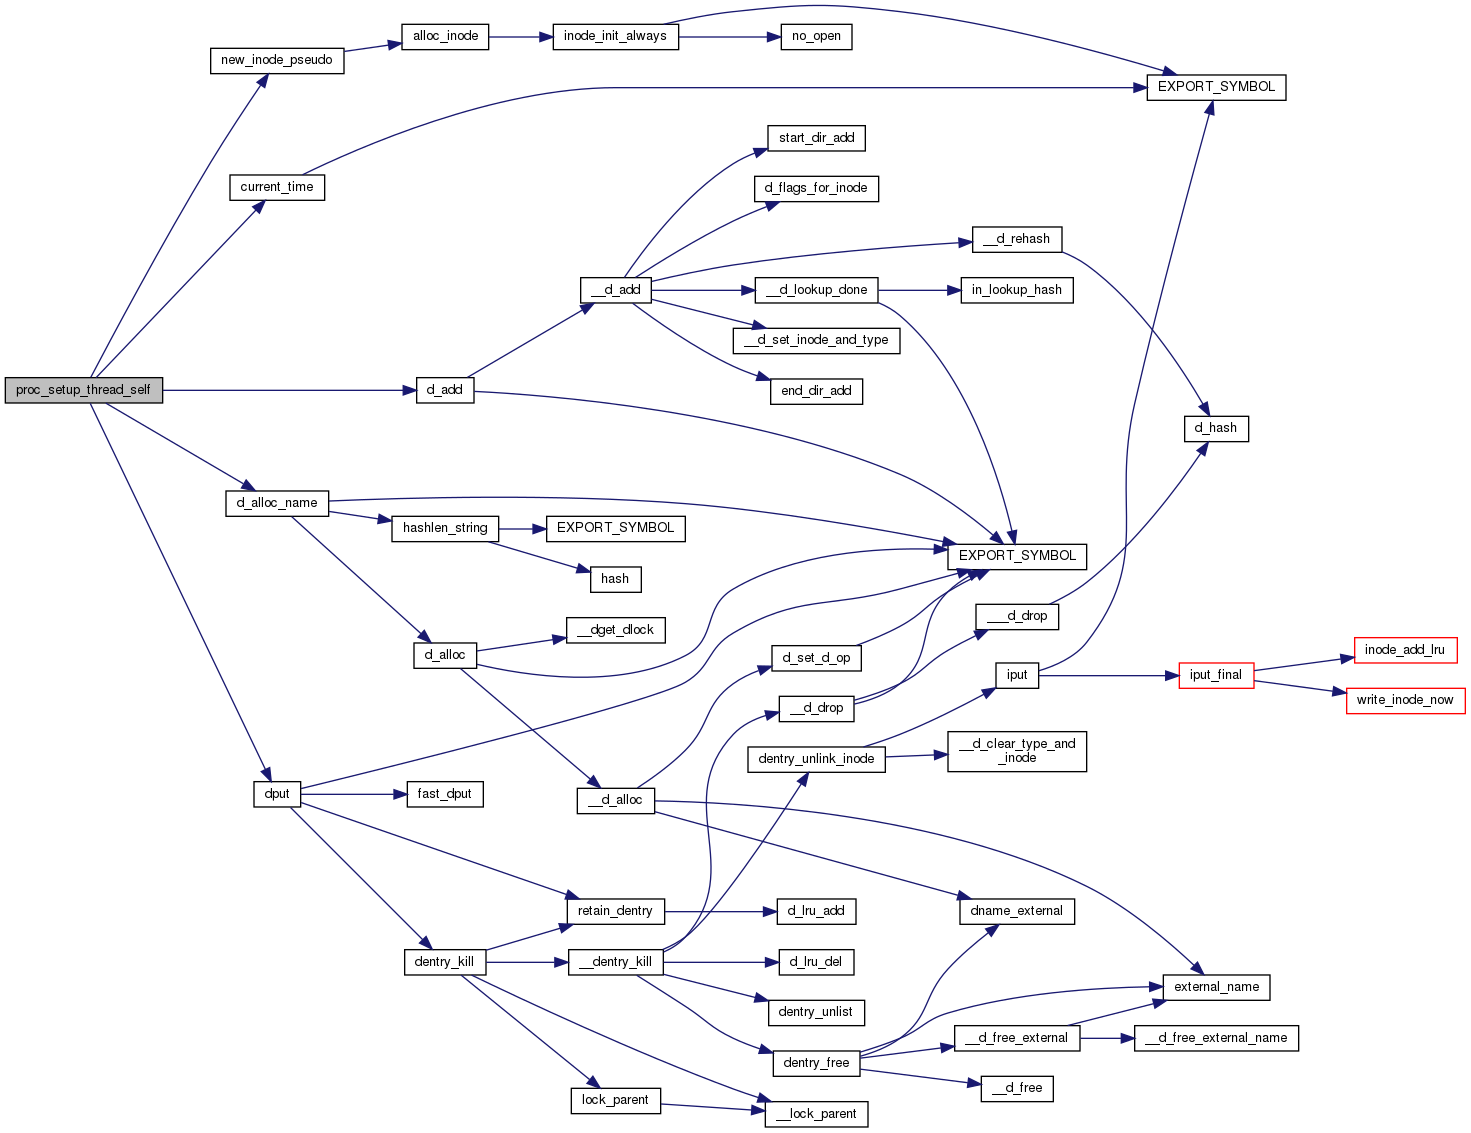 alloc_inode
inode_init_always
no_open
new_inode_pseudo
EXPORT_SYMBOL
start_dir_add
current_time
d_flags_for_inode
__d_rehash
__d_add
__d_lookup_done
in_lookup_hash
__d_set_inode_and_type
proc_setup_thread_self
d_add
end_dir_add
d_hash
d_alloc_name
hashlen_string
EXPORT_SYMBOL
EXPORT_SYMBOL
hash
___d_drop
__dget_dlock
d_alloc
d_set_d_op
inode_add_lru
iput
iput_final
write_inode_now
__d_drop
dentry_unlink_inode
__d_clear_type_and
_inode
dput
fast_dput
__d_alloc
retain_dentry
d_lru_add
dname_external
dentry_kill
__dentry_kill
d_lru_del
external_name
dentry_unlist
__d_free_external
__d_free_external_name
dentry_free
__d_free
lock_parent
__lock_parent